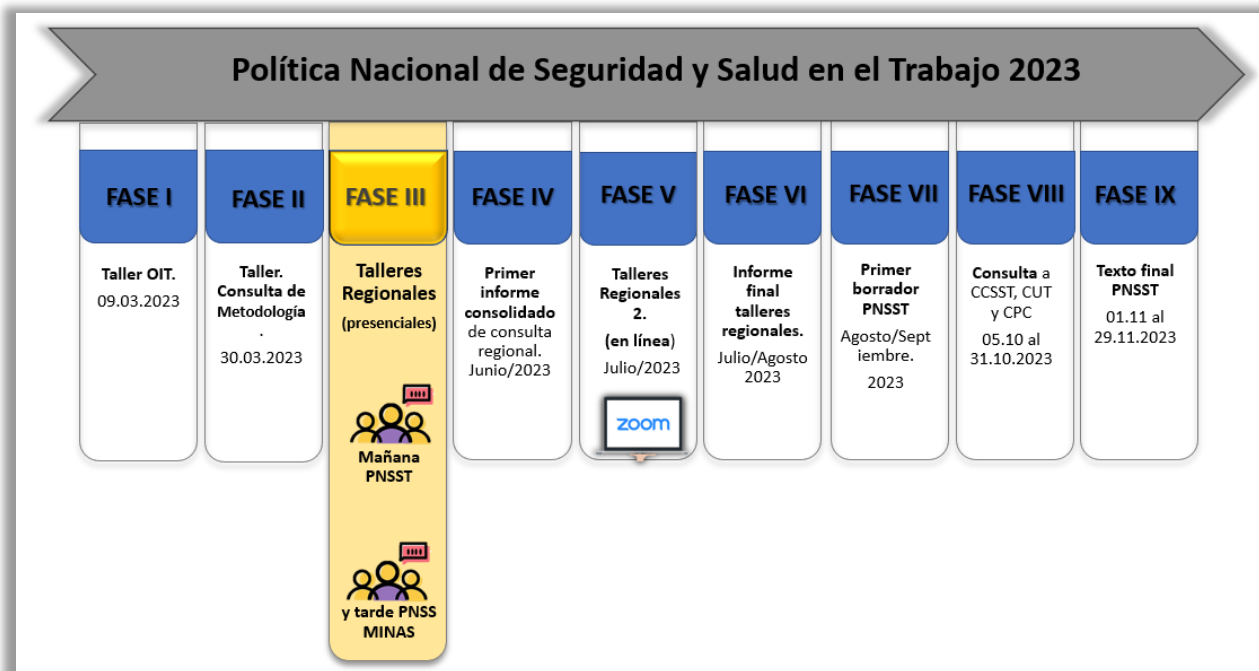 Política Nacional de Seguridad y Salud en el Trabajo 2023
FASE I
Taller OIT.
09.03.2023
FASE II
Taller.
Consulta de
Metodología
.
30.03.2023
FASE III
Talleres
Regionales
(presenciales)
Mañana
PNSST
y tarde PNSS
MINAS
FASE IV
Primer
informe
consolidado
de consulta
regional.
Junio/2023
FASE V
Talleres
Regionales
2.
(en línea)
Julio/2023
zoom
FASE VI
Informe
final
talleres
regionales.
Julio/Agosto
2023
FASE VII
Primer
borrador
PNSST
Agosto/Sept
iembre.
2023
FASE VIII
Consulta a
CCSST, CUT
y CPC
05.10 al
31.10.2023
FASE IX
Texto final
PNSST
01.11 al
29.11.2023